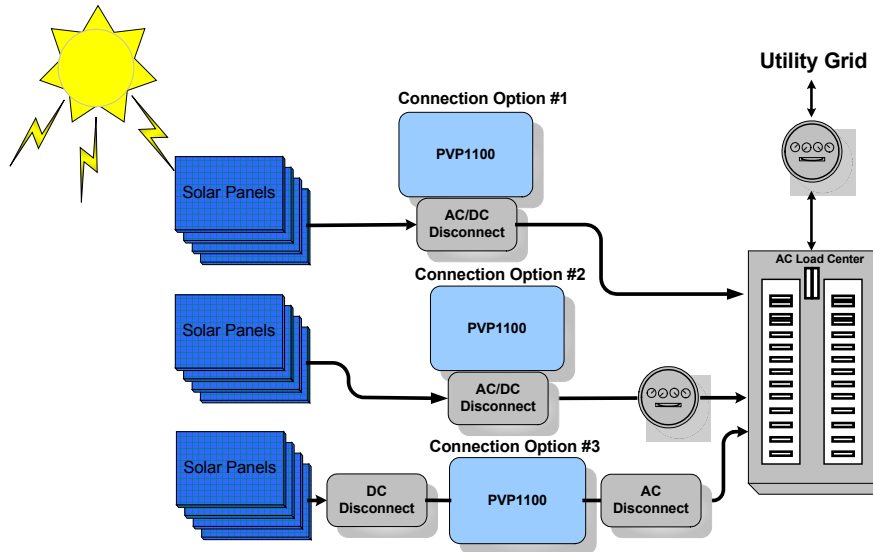 Utility Grid
Connection Option #1
PVP1100
Solar Panels
AC/DC
Disconnect
AC Load Center
Connection Option #2
PVP1100
Solar Panels
AC/DC
Disconnect
Connection Option #3
Solar Panels
DC
Disconnect
PVP1100
AC
Disconnect